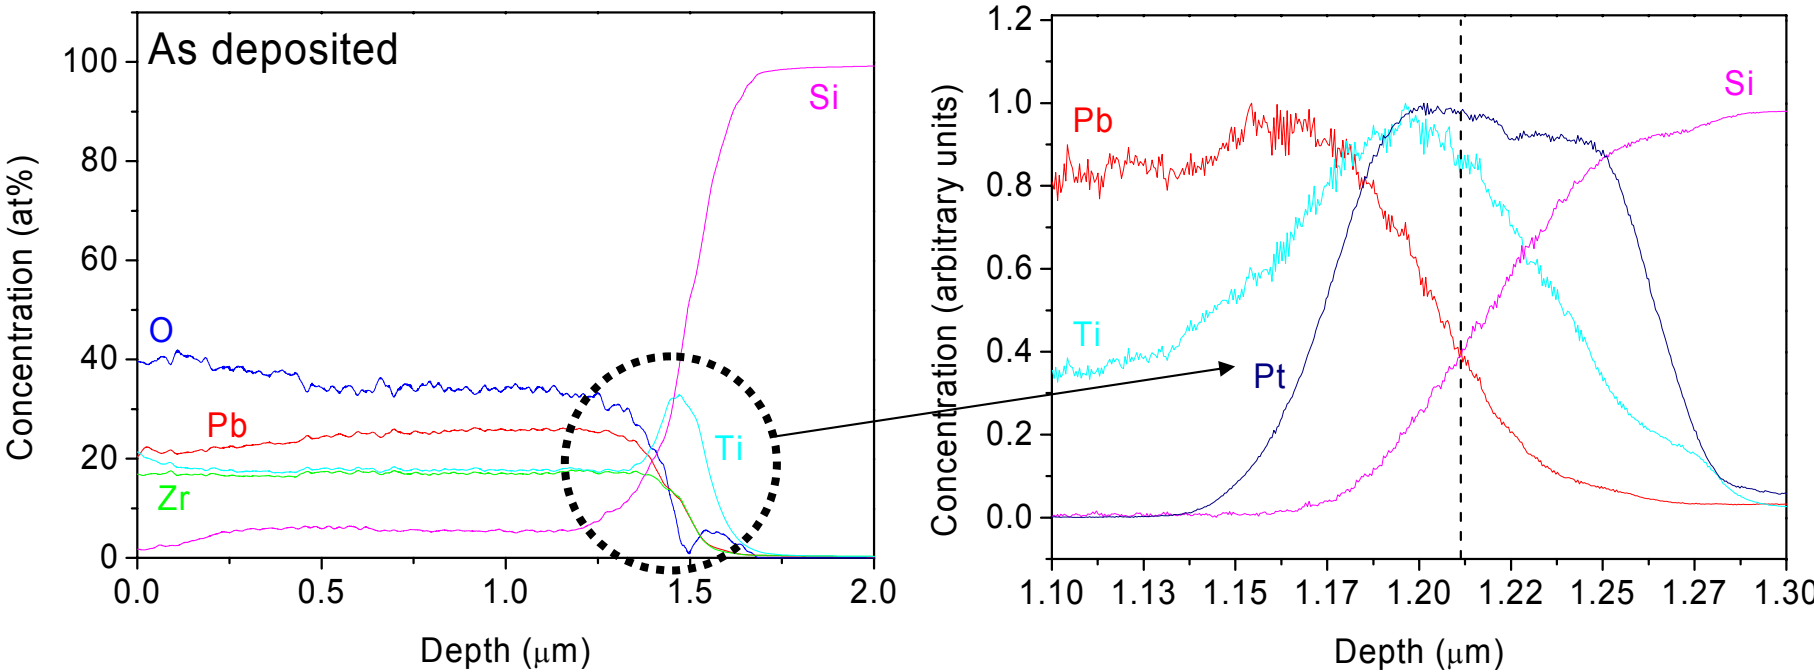 As deposited
Concentration (at%)
100
80
60
40
20
0
Si
O
Pb
Ti
Zr
0.0 0.5 1.0 1.5 2.0
Depth (μm)
Concentration (arbitrary units)
1.2
1.0
0.8
0.6
0.4
0.2
0.0
Si
Pb
Ti
Pt
1.10 1.13 1.15 1.17 1.20 1.22 1.25 1.27 1.30
Depth (μm)